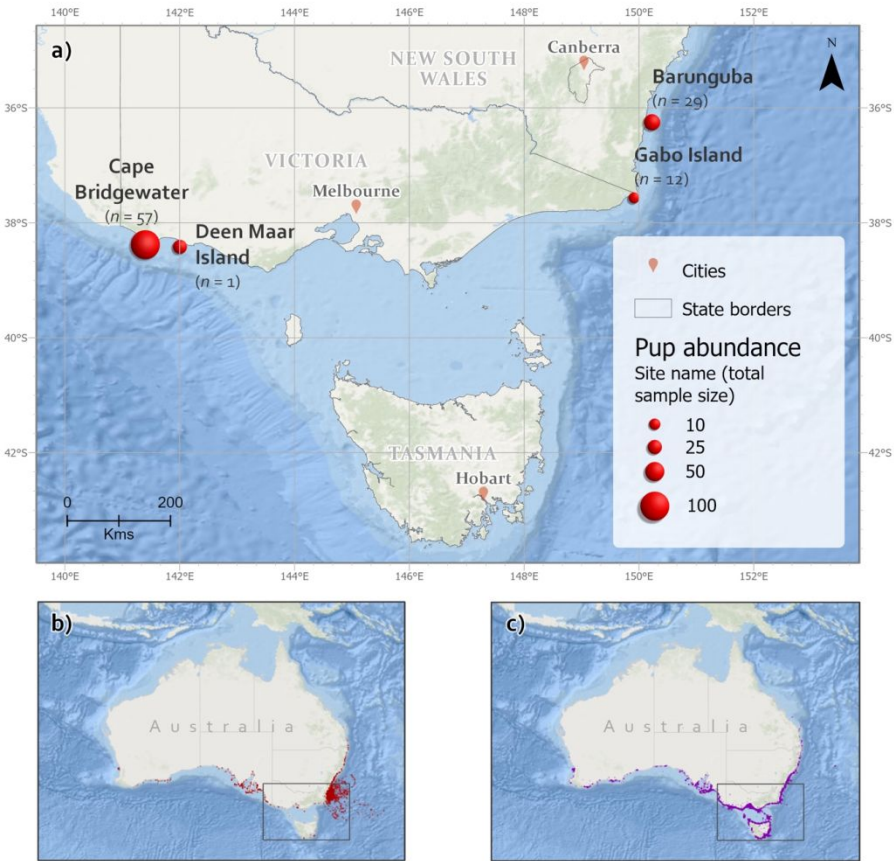 140°E 142°E 144°E 146°E 148°E 150°E 152°E
a)
N
NEW SOUTH
WALES
Canberra
Barunguba
(n = 29)
36°S 36°S
Gabo Island
(n = 12)
VICTORIA
Melbourne
Cape
Bridgewater
(n = 57)
38°S 38°S
Deen Maar
Island
(n = 1)
Cities
State borders
Pup abundance
Site name (total
sample size)
10
25
50
100
40°S 40°S
42°S 42°S
TASMANIA
Hobart
0 200
Kms
140°E 142°E 144°E 146°E 148°E 150°E 152°E
b)
Australia
c)
Australia